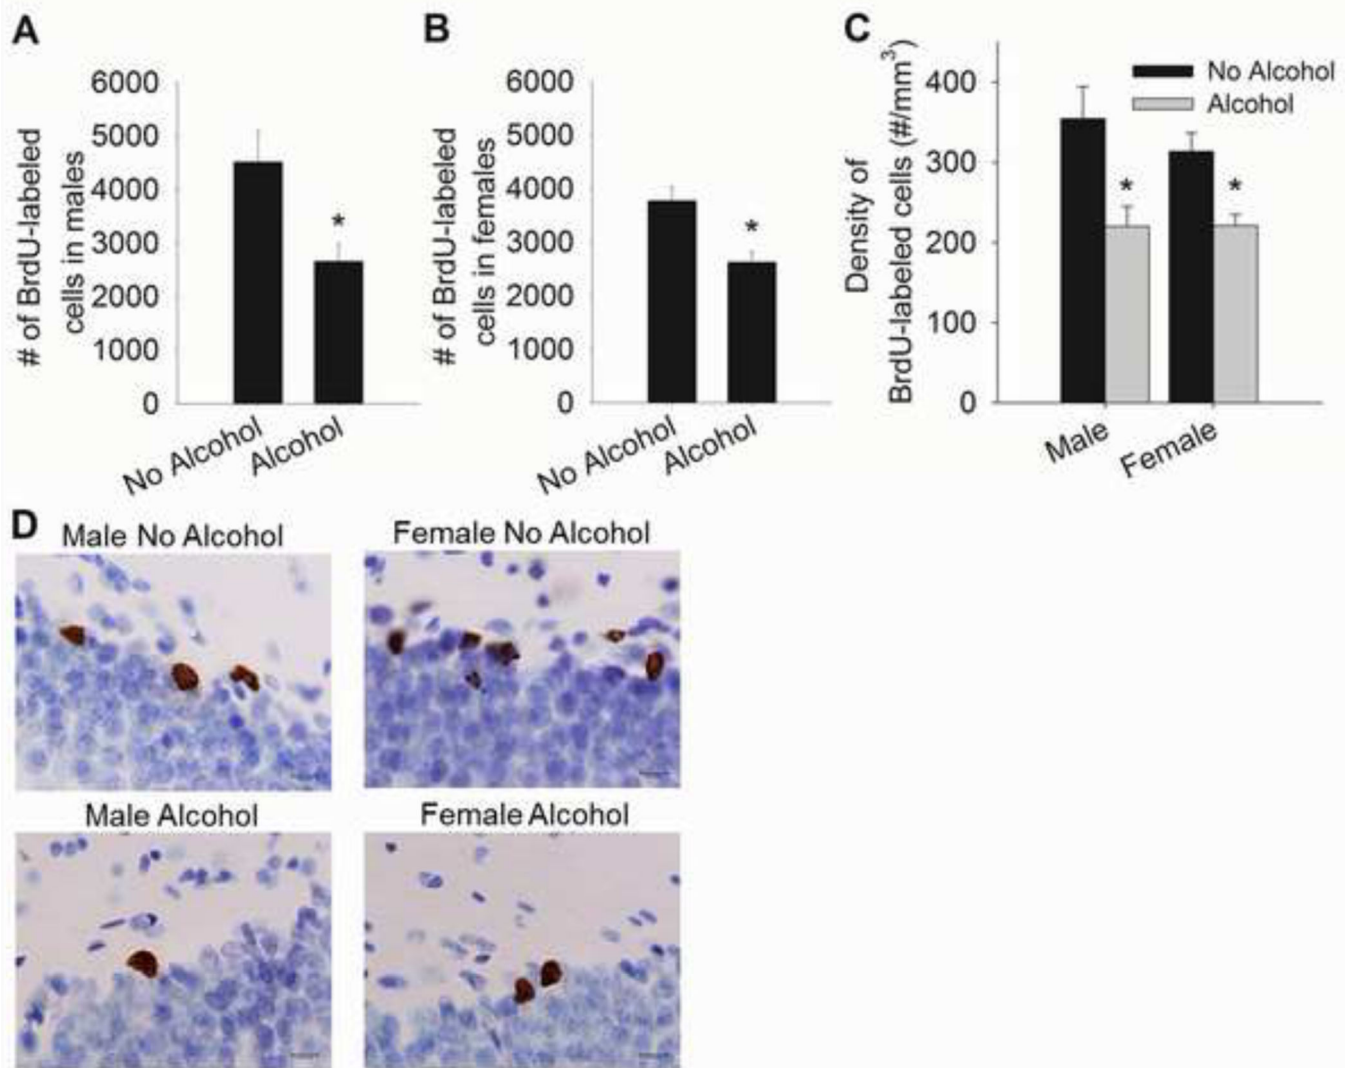 A
# of BrdU-labeled
cells in males
6000
5000
4000
3000
2000
1000
0
*
No Alcohol
Alcohol
B
# of BrdU-labeled
cells in females
6000
5000
4000
3000
2000
1000
0
*
No Alcohol
Alcohol
C
Density of
BrdU-labeled cells (#/mm³)
400
300
200
100
0
No Alcohol
Alcohol
*
*
Male
Female
D
Male No Alcohol
Female No Alcohol
Male Alcohol
Female Alcohol